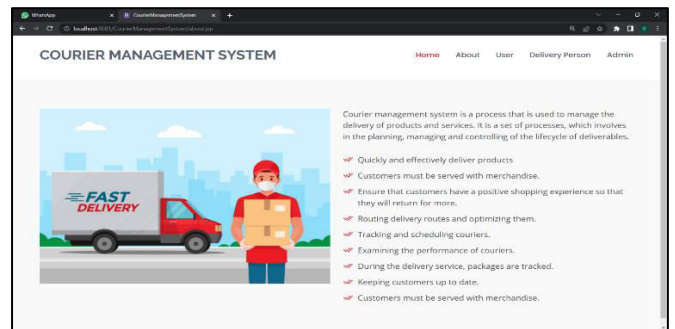 WhatsApp
CourierManagementSystem
localhost:8081/CourierManagementSystem/about.jsp
COURIER MANAGEMENT SYSTEM
Home About User Delivery Person Admin
Courier management system is a process that is used to manage the
delivery of products and services. It is a set of processes, which involves
in the planning, managing and controlling of the lifecycle of deliverables.
Quickly and effectively deliver products
Customers must be served with merchandise.
Ensure that customers have a positive shopping experience so that
they will return for more.
Routing delivery routes and optimizing them.
Tracking and scheduling couriers.
Examining the performance of couriers.
During the delivery service, packages are tracked.
Keeping customers up to date.
Customers must be served with merchandise.
FAST
DELIVERY